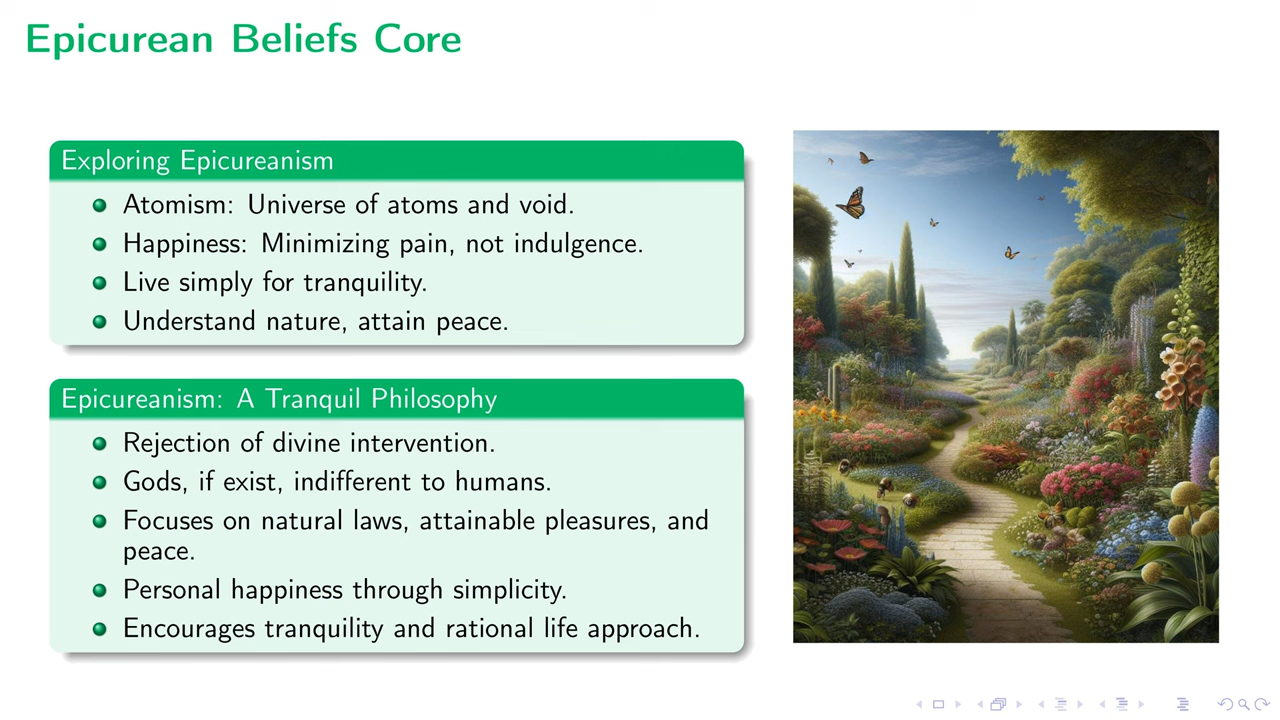 Epicurean Beliefs Core
Exploring Epicureanism
Atomism: Universe of atoms and void.
Happiness: Minimizing pain, not indulgence.
Live simply for tranquility.
Understand nature, attain peace.
Epicureanism: A Tranquil Philosophy
Rejection of divine intervention.
Gods, if exist, indifferent to humans.
Focuses on natural laws, attainable pleasures, and
peace.
Personal happiness through simplicity.
Encourages tranquility and rational life approach.